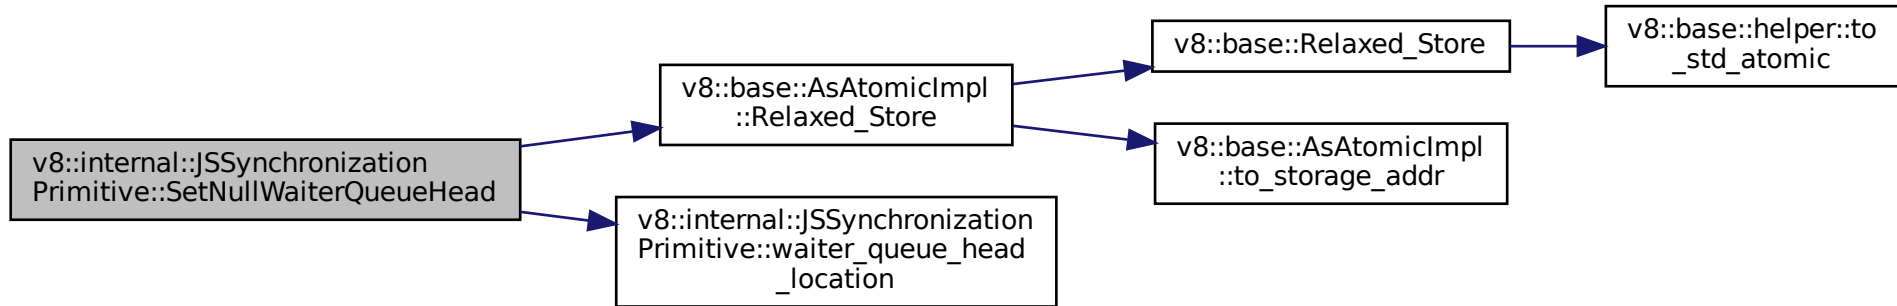 v8::internal::JSSynchronization
Primitive::SetNullWaiterQueueHead
v8::base::AsAtomicImpl
::Relaxed_Store
v8::internal::JSSynchronization
Primitive::waiter_queue_head
_location
v8::base::Relaxed_Store
v8::base::AsAtomicImpl
::to_storage_addr
v8::base::helper::to
_std_atomic